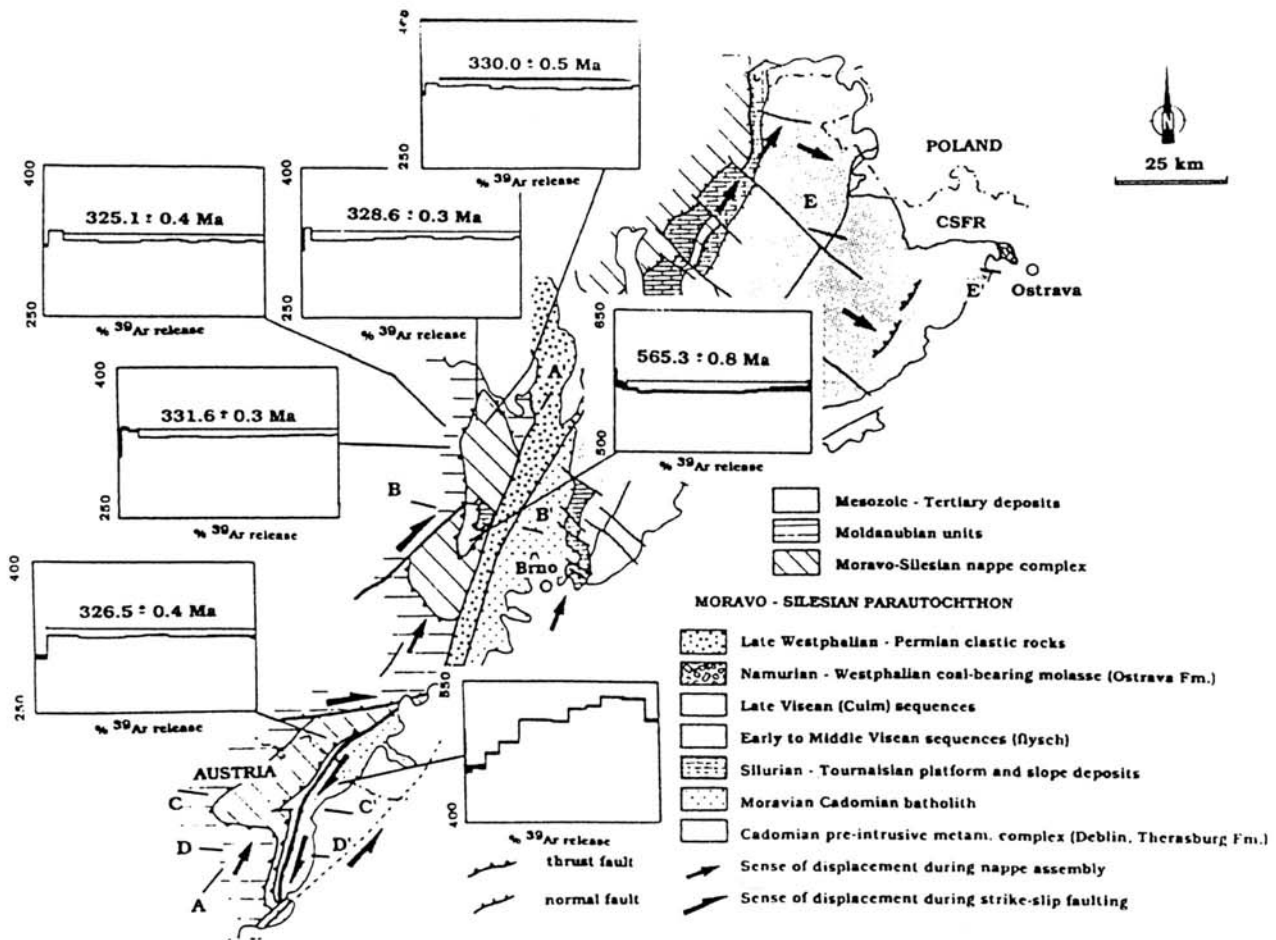 400
330.0 ± 0.5 Ma
250
% 39Ar release
N
25 km
POLAND
CSFR
E
E'
Ostrava
400
325.1 ± 0.4 Ma
250
% 39Ar release
400
328.6 ± 0.3 Ma
250
% 39Ar release
650
565.3 ± 0.8 Ma
500
% 39Ar release
400
331.6 ± 0.3 Ma
250
% 39Ar release
A
B
B'
Brno
400
326.5 ± 0.4 Ma
250
% 39Ar release
550
400
% 39Ar release
AUSTRIA
C
C'
D
D'
A
Mesozoic - Tertiary deposits
Moldanubian units
Moravo-Silesian nappe complex
MORAVO - SILESIAN PARAUTOCHTHON
Late Westphalian - Permian clastic rocks
Namurian - Westphalian coal-bearing molasse (Ostrava Fm.)
Late Visean (Culm) sequences
Early to Middle Visean sequences (flysch)
Silurian - Tournaisian platform and slope deposits
Moravian Cadomian batholith
Cadomian pre-intrusive metam. complex (Deblin, Therasburg Fm.)
thrust fault
normal fault
Sense of displacement during nappe assembly
Sense of displacement during strike-slip faulting